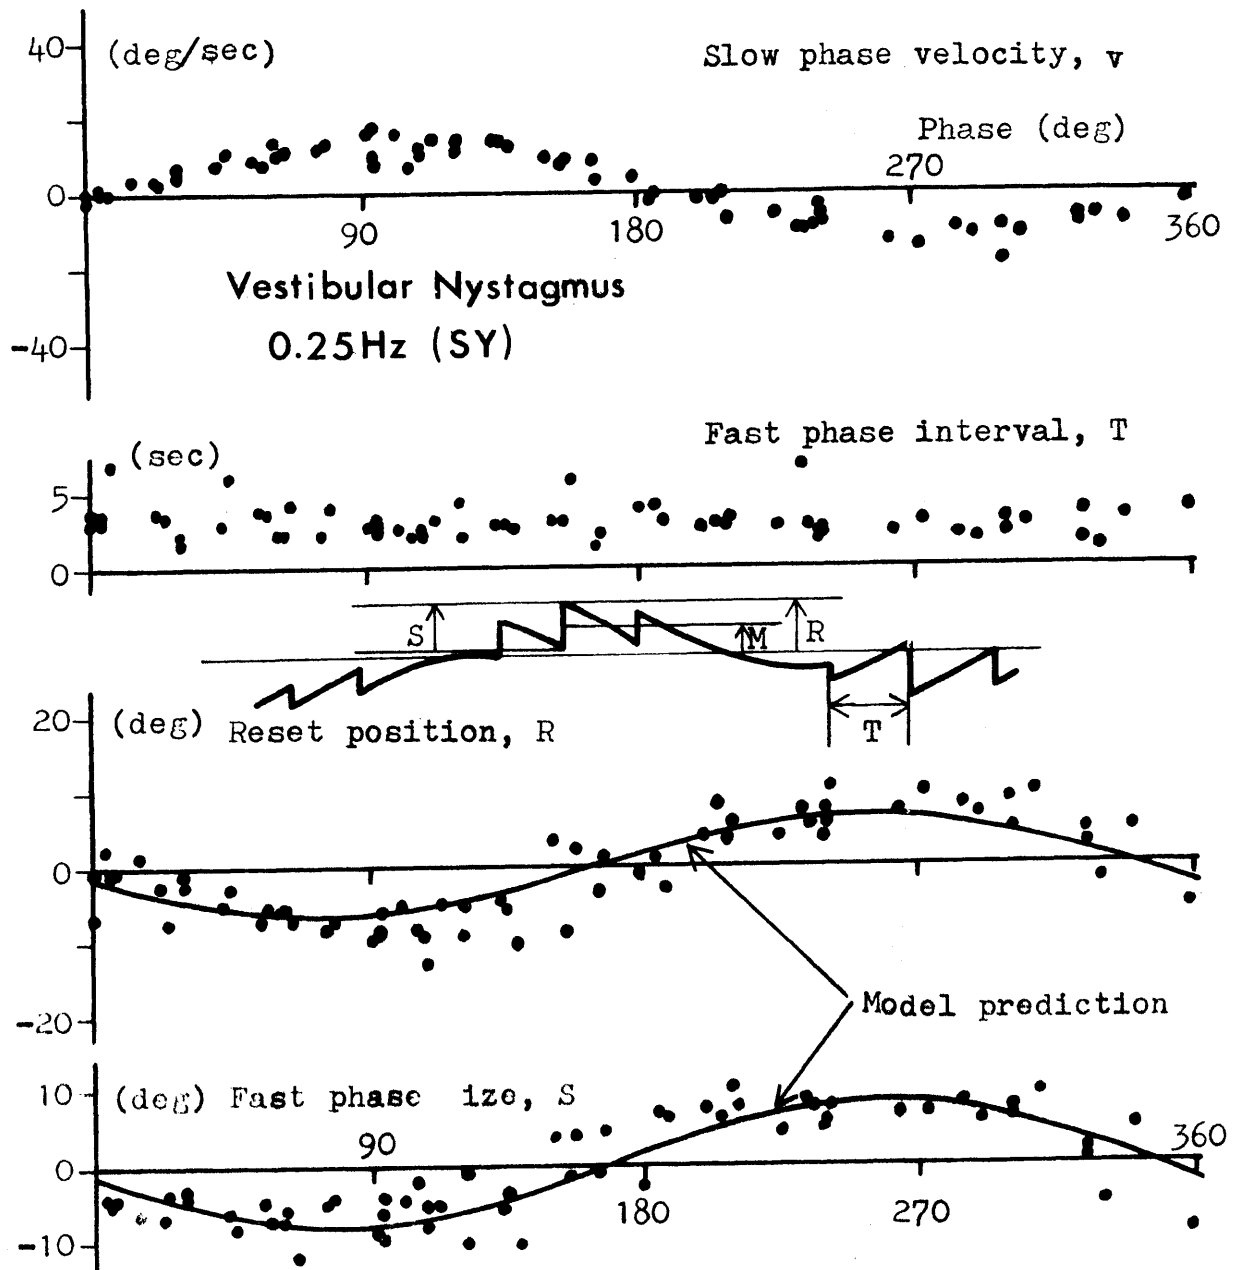 40
(deg/sec)
Slow phase velocity, v
Phase (deg)
270
0
90
180
360
Vestibular Nystagmus
0.25Hz (SY)
-40
Fast phase interval, T
(sec)
5
0
S
M
R
T
20
(deg) Reset position, R
0
-20
Model prediction
10
(deg) Fast phase ize, S
90
360
0
180
270
-10